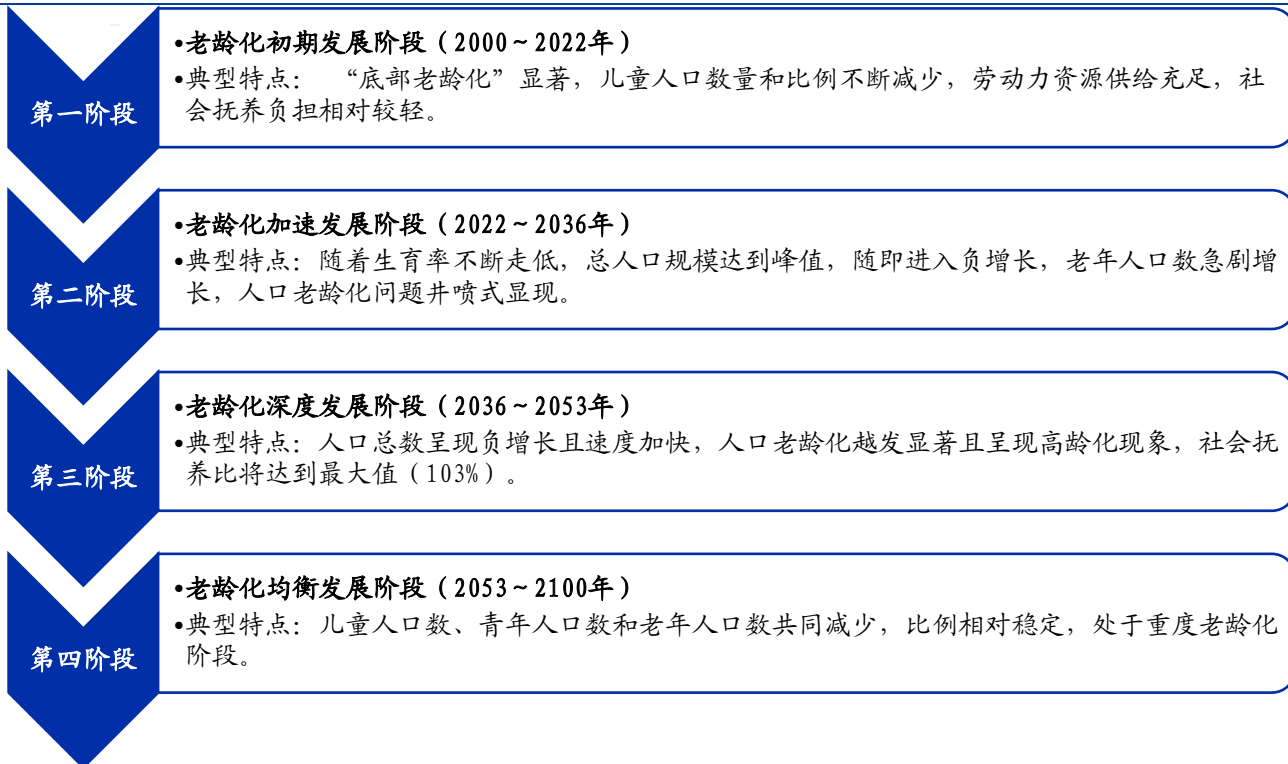 第一阶段
•老龄化初期发展阶段（2000～2022年）
•典型特点： “底部老龄化”显著，儿童人口数量和比例不断减少，劳动力资源供给充足，社
会抚养负担相对较轻。
第二阶段
•老龄化加速发展阶段（2022～2036年）
•典型特点：随着生育率不断走低，总人口规模达到峰值，随即进入负增长，老年人口数急剧增
长，人口老龄化问题井喷式显现。
第三阶段
•老龄化深度发展阶段（2036～2053年）
•典型特点：人口总数呈现负增长且速度加快，人口老龄化越发显著且呈现高龄化现象，社会抚
养比将达到最大值（103%）。
第四阶段
•老龄化均衡发展阶段（2053～2100年）
•典型特点：儿童人口数、青年人口数和老年人口数共同减少，比例相对稳定，处于重度老龄化
阶段。